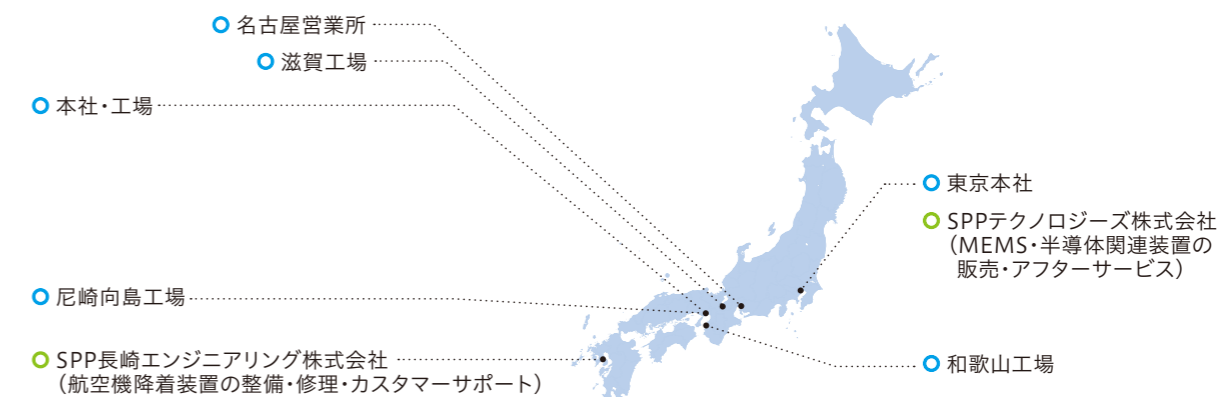 名古屋営業所
滋賀工場
本社・工場
尼崎向島工場
SPP長崎エンジニアリング株式会社
（航空機降着装置の整備・修理・カスタマーサポート）
東京本社
SPPテクノロジーズ株式会社
（MEMS・半導体関連装置の
販売・アフターサービス）
和歌山工場